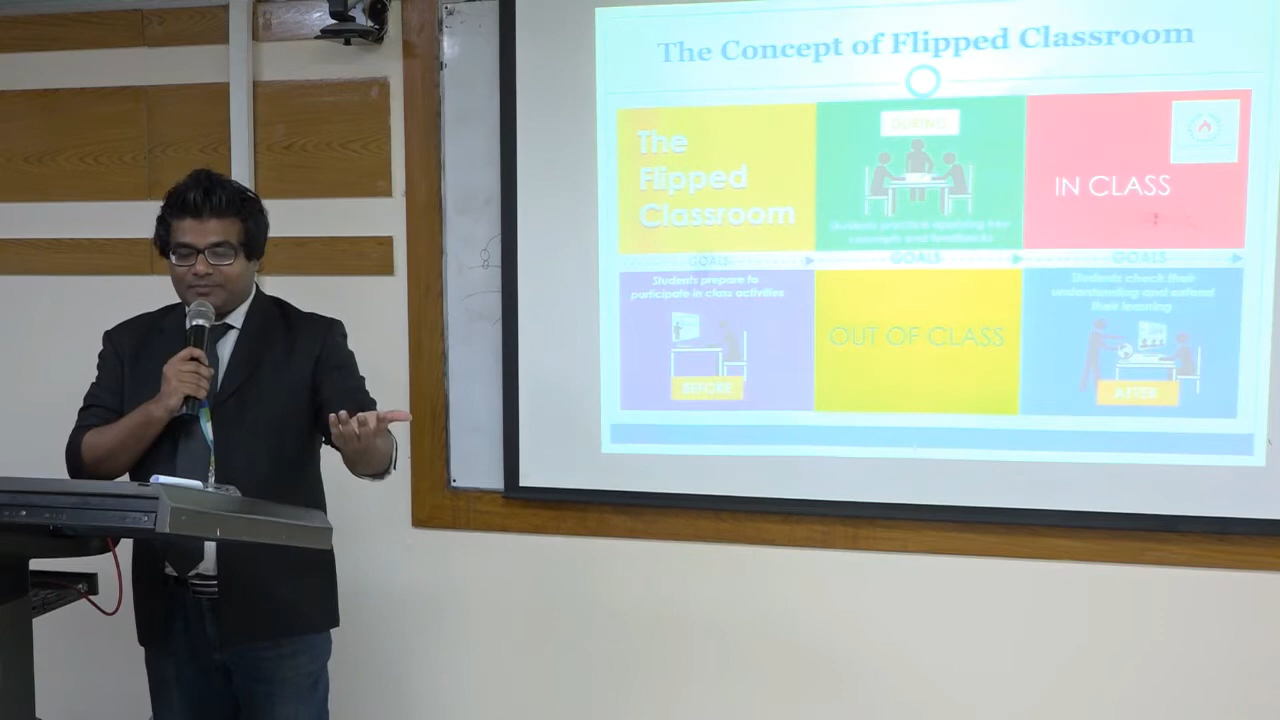 The Concept of Flipped Classroom
The
Flipped
Classroom
DURING
Students practice applying key
concepts and feedbacks
IN CLASS
GOALS
GOALS
GOALS
Students prepare to
participate in class activities
BEFORE
OUT OF CLASS
Students check their
understanding and extend
their learning
AFTER